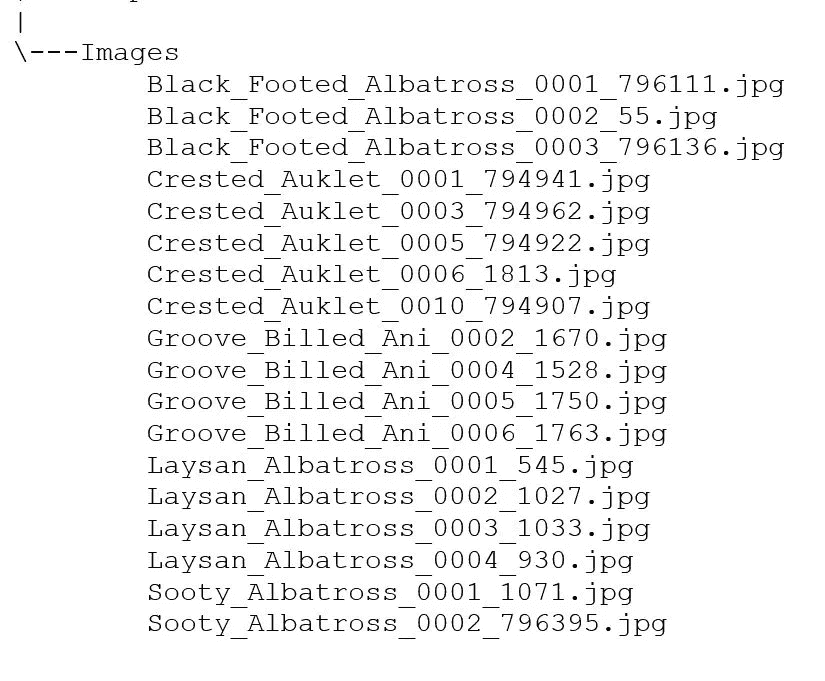 |
\---Images
Black_Footed_Albatross_0001_796111.jpg
Black_Footed_Albatross_0002_55.jpg
Black_Footed_Albatross_0003_796136.jpg
Crested_Auklet_0001_794941.jpg
Crested_Auklet_0003_794962.jpg
Crested_Auklet_0005_794922.jpg
Crested_Auklet_0006_1813.jpg
Crested_Auklet_0010_794907.jpg
Groove_Billed_Ani_0002_1670.jpg
Groove_Billed_Ani_0004_1528.jpg
Groove_Billed_Ani_0005_1750.jpg
Groove_Billed_Ani_0006_1763.jpg
Laysan_Albatross_0001_545.jpg
Laysan_Albatross_0002_1027.jpg
Laysan_Albatross_0003_1033.jpg
Laysan_Albatross_0004_930.jpg
Sooty_Albatross_0001_1071.jpg
Sooty_Albatross_0002_796395.jpg